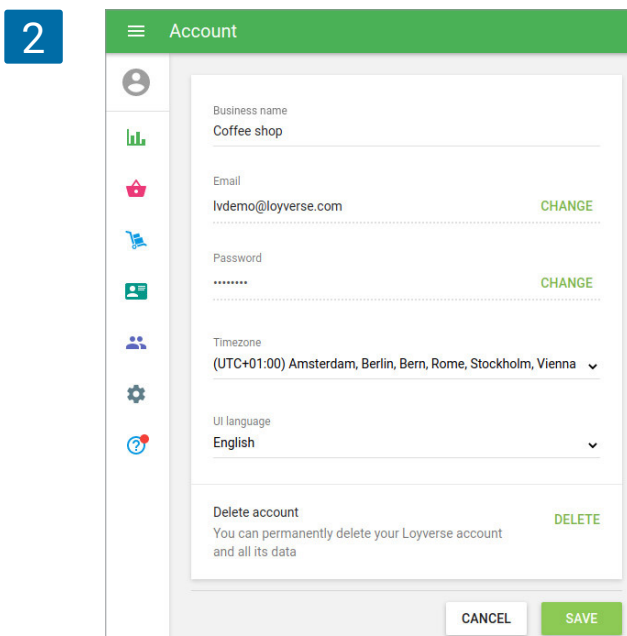 2
Account
Business name
Coffee shop
Email
lvdemo@loyverse.com
CHANGE
Password
••••••••
CHANGE
Timezone
(UTC+01:00) Amsterdam, Berlin, Bern, Rome, Stockholm, Vienna
UI language
English
Delete account
DELETE
You can permanently delete your Loyverse account
and all its data
CANCEL
SAVE